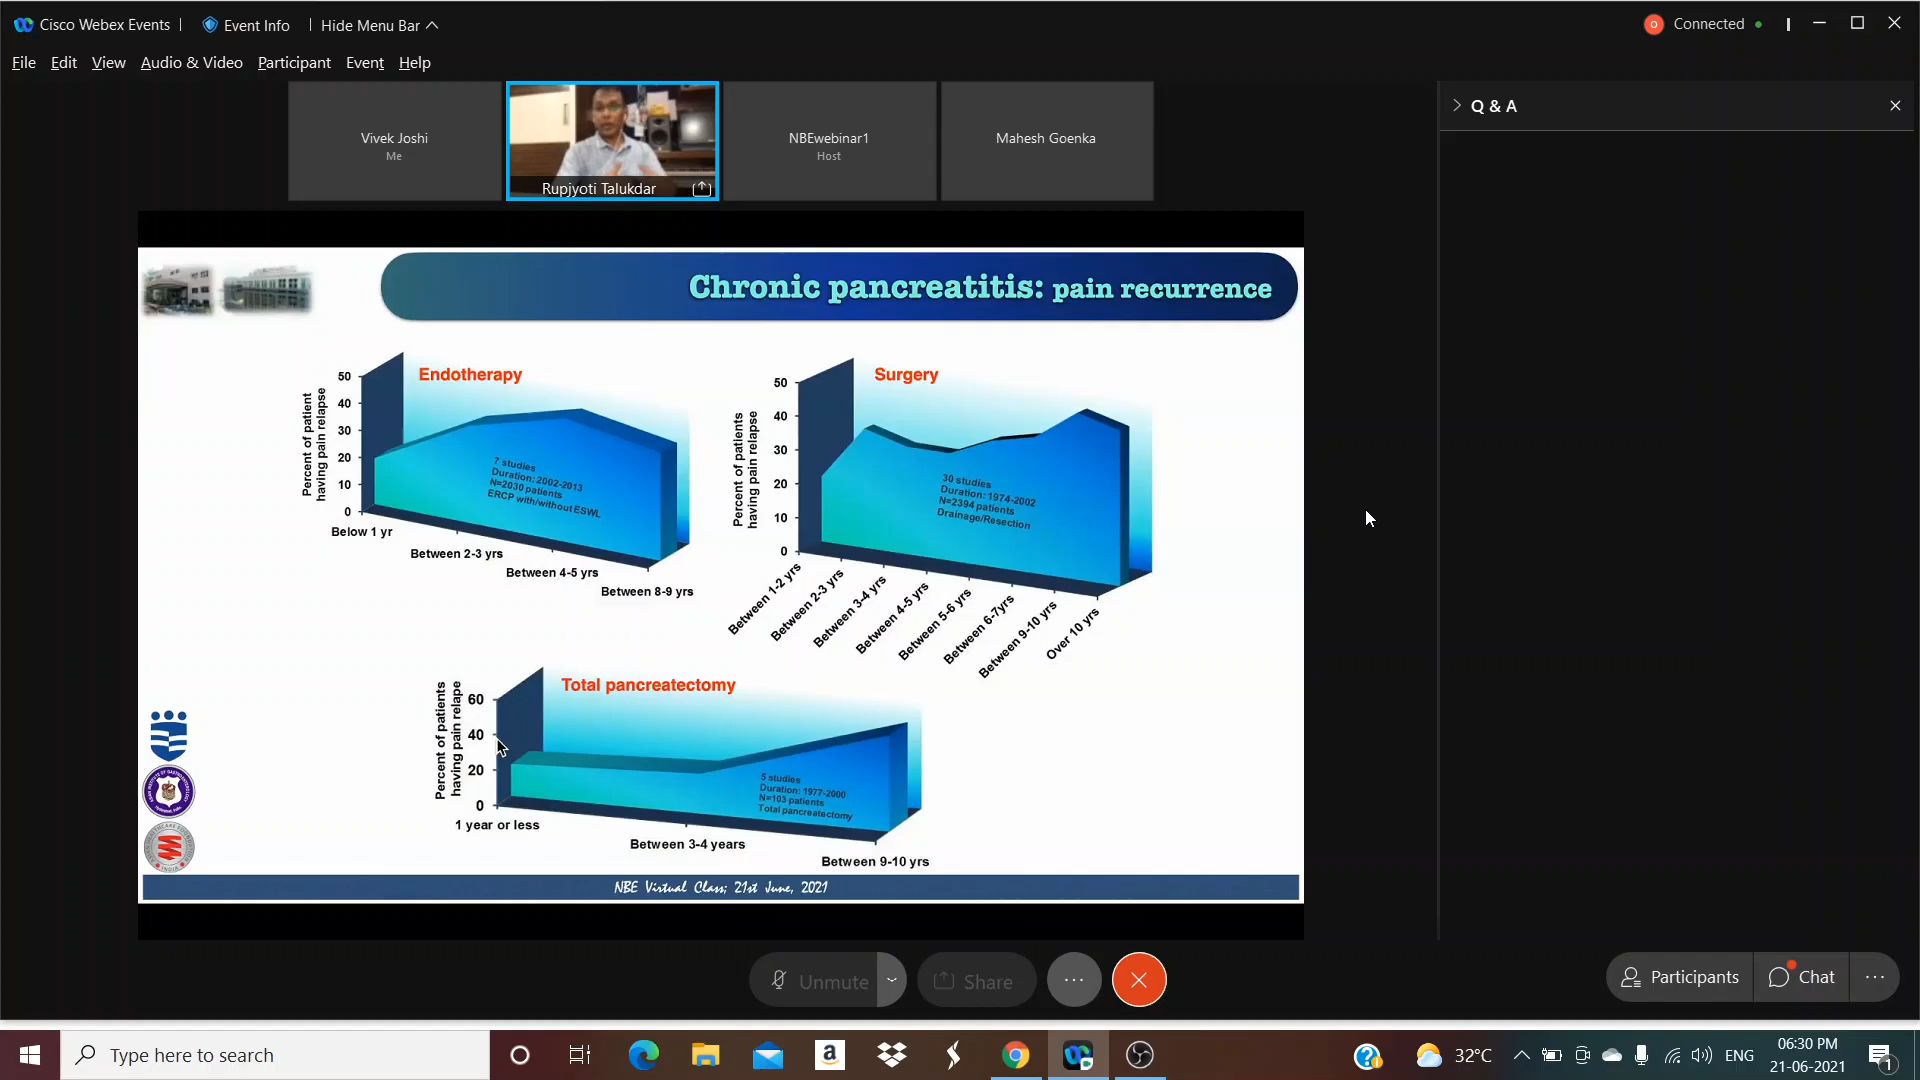 Cisco Webex Events
Event Info
Hide Menu Bar
Connected
File Edit View Audio & Video Participant Event Help
Vivek Joshi
Me
Rupjyoti Talukdar
NBEwebinar1
Host
Mahesh Goenka
Q & A
Chronic pancreatitis: pain recurrence
Endotherapy
Percent of patient
having pain relapse
50
40
30
20
10
0
7 studies
Duration: 2002-2013
N=2030 patients
ERCP with/without ESWL
Below 1 yr
Between 2-3 yrs
Between 4-5 yrs
Between 8-9 yrs
Surgery
Percent of patients
having pain relapse
50
40
30
20
10
0
30 studies
Duration: 1974-2002
N=2394 patients
Drainage/Resection
Between 1-2 yrs
Between 2-3 yrs
Between 3-4 yrs
Between 4-5 yrs
Between 5-6 yrs
Between 6-7yrs
Between 9-10 yrs
Over 10 yrs
Total pancreatectomy
Percent of patients
having pain relape
60
40
20
0
5 studies
Duration: 1977-2000
N=103 patients
Total pancreatectomy
1 year or less
Between 3-4 years
Between 9-10 yrs
NBE Virtual Class; 21st June, 2021
Unmute
Share
Participants
Chat
Type here to search
32°C
ENG
06:30 PM
21-06-2021
1